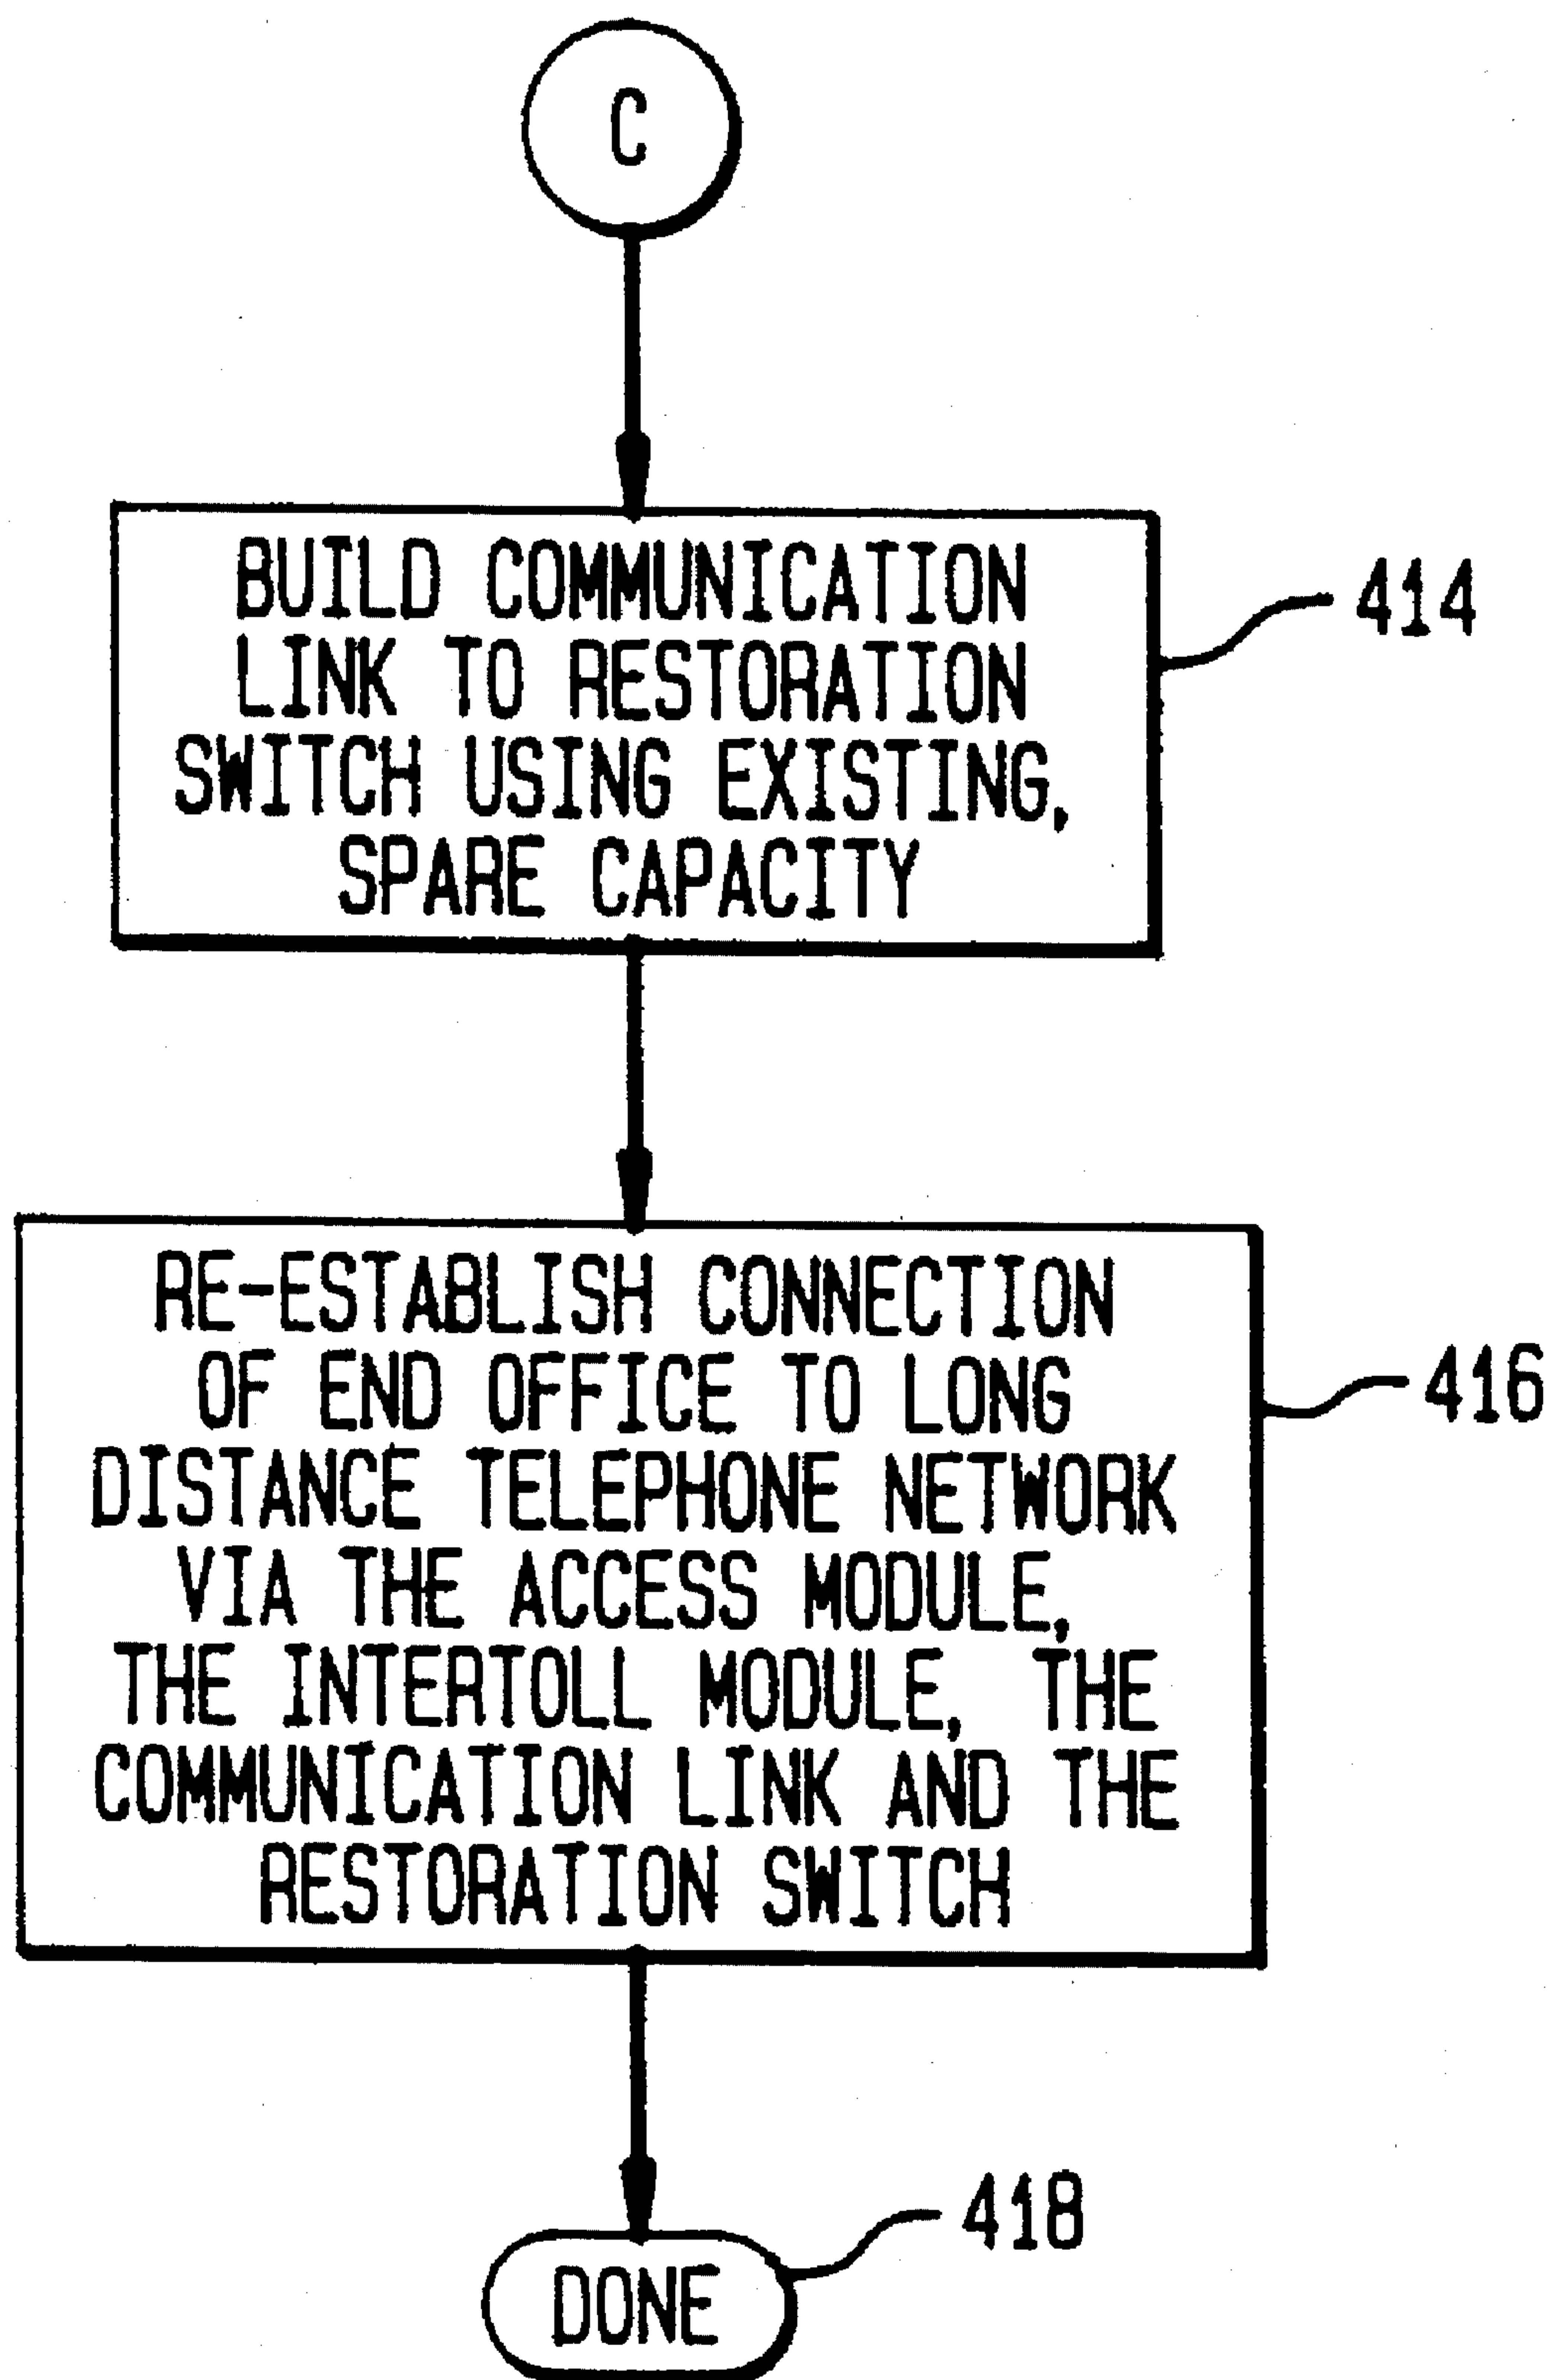 C
BUILD COMMUNICATION
LINK TO RESTORATION
SWITCH USING EXISTING,
SPARE CAPACITY
414
RE-ESTABLISH CONNECTION
OF END OFFICE TO LONG
DISTANCE TELEPHONE NETWORK
VIA THE ACCESS MODULE,
THE INTERTOLL MODULE, THE
COMMUNICATION LINK AND THE
RESTORATION SWITCH
416
DONE
418